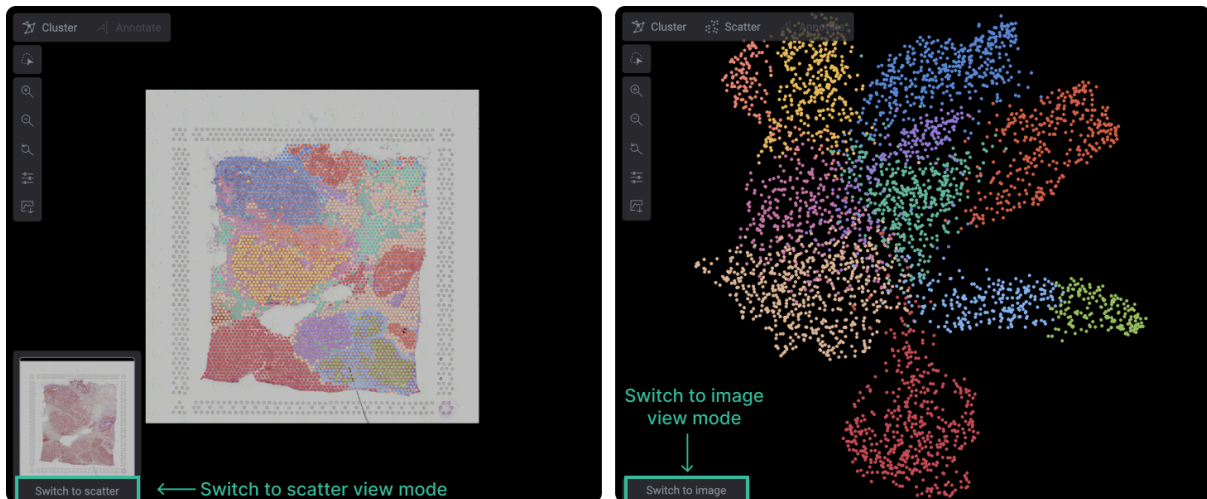 Cluster
Annotate
Switch to scatter
Switch to scatter view mode
Cluster
Scatter
Switch to image
view mode
Switch to image